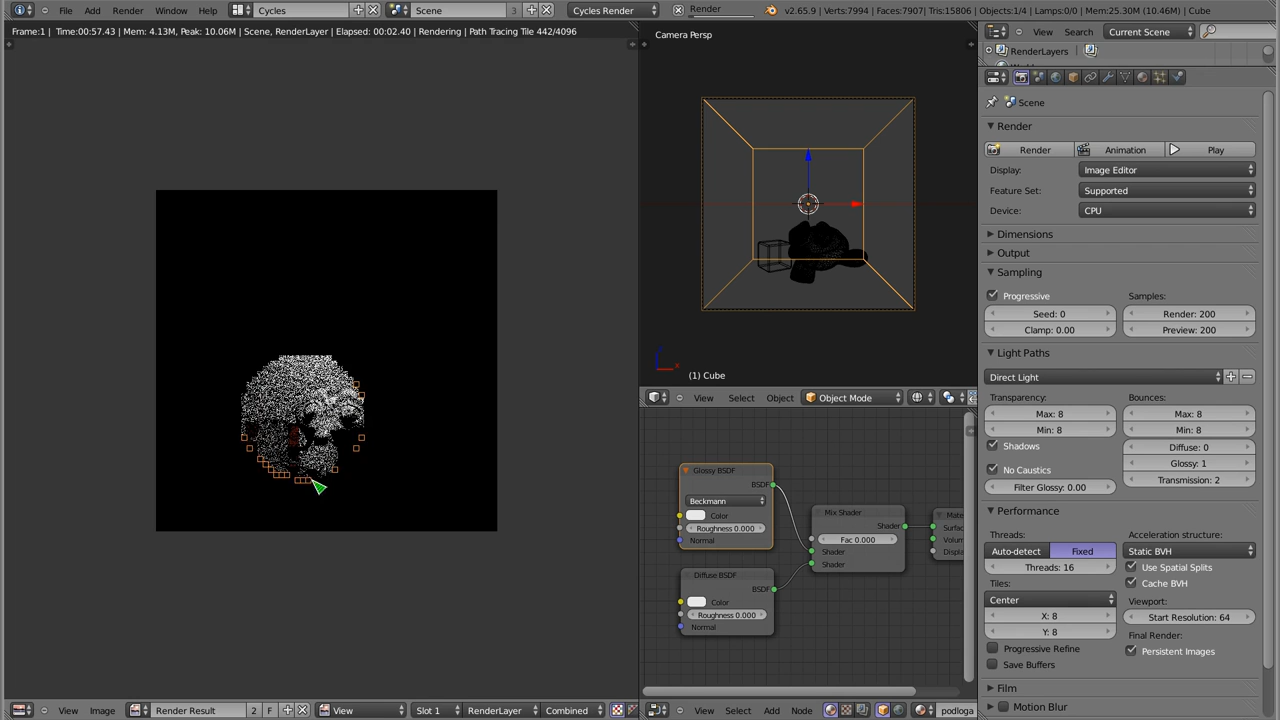 File Add Render Window Help Cycles Scene 3 Cycles Render Render v2.65.9 | Verts:7994 | Faces:7907| Tris:15806 | Objects:1/4 | Lamps:0/0 | Mem:25.30M (10.46M) | Cube
Frame:1 | Time:00:57.43 | Mem: 4.13M, Peak: 10.06M | Scene, RenderLayer | Elapsed: 00:02.40 | Rendering | Path Tracing Tile 442/4096
Camera Persp
(1) Cube
View Select Object Object Mode
Glossy BSDF
BSDF
Beckmann
Color
Roughness 0.000
Normal
Mix Shader
Shader
Fac 0.000
Shader
Shader
Mate
Surfac
Volum
Displa
Diffuse BSDF
BSDF
Color
Roughness 0.000
Normal
View Search Current Scene
RenderLayers
Scene
Render
Render Animation Play
Display: Image Editor
Feature Set: Supported
Device: CPU
Dimensions
Output
Sampling
Progressive Samples:
Seed: 0 Render: 200
Clamp: 0.00 Preview: 200
Light Paths
Direct Light
Transparency: Bounces:
Max: 8 Max: 8
Min: 8 Min: 8
Shadows Diffuse: 0
No Caustics Glossy: 1
Filter Glossy: 0.00 Transmission: 2
Performance
Threads: Acceleration structure:
Auto-detect Fixed Static BVH
Threads: 16 Use Spatial Splits
Tiles: Cache BVH
Center Viewport:
X: 8 Start Resolution: 64
Y: 8 Final Render:
Progressive Refine Persistent Images
Save Buffers
Film
Motion Blur
View Image Render Result 2 F View Slot 1 RenderLayer Combined
View Select Add Node podloga